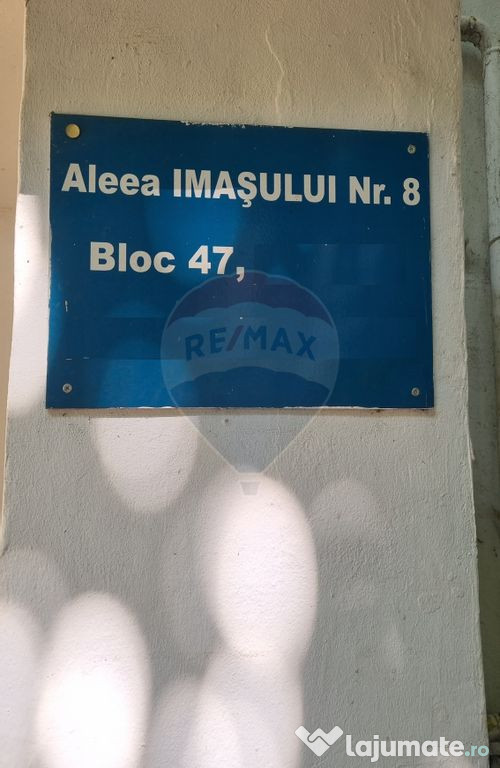 Aleea IMAŞULUI Nr. 8
Bloc 47,
RE/MAX
lajumate.ro